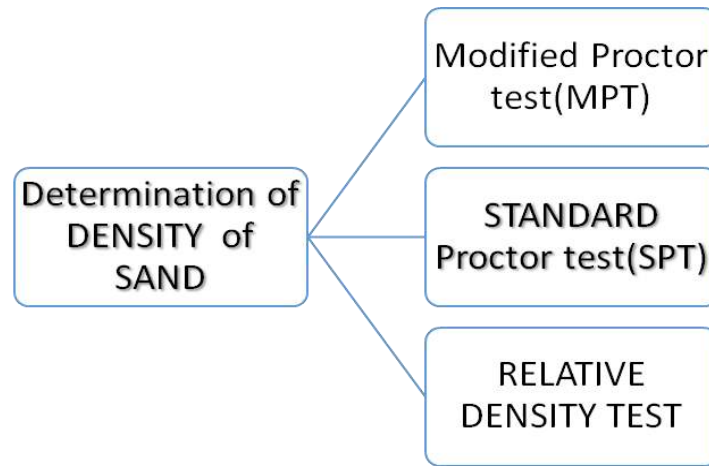 Modified Proctor
test(MPT)
Determination of
DENSITY of
SAND
STANDARD
Proctor test(SPT)
RELATIVE
DENSITY TEST